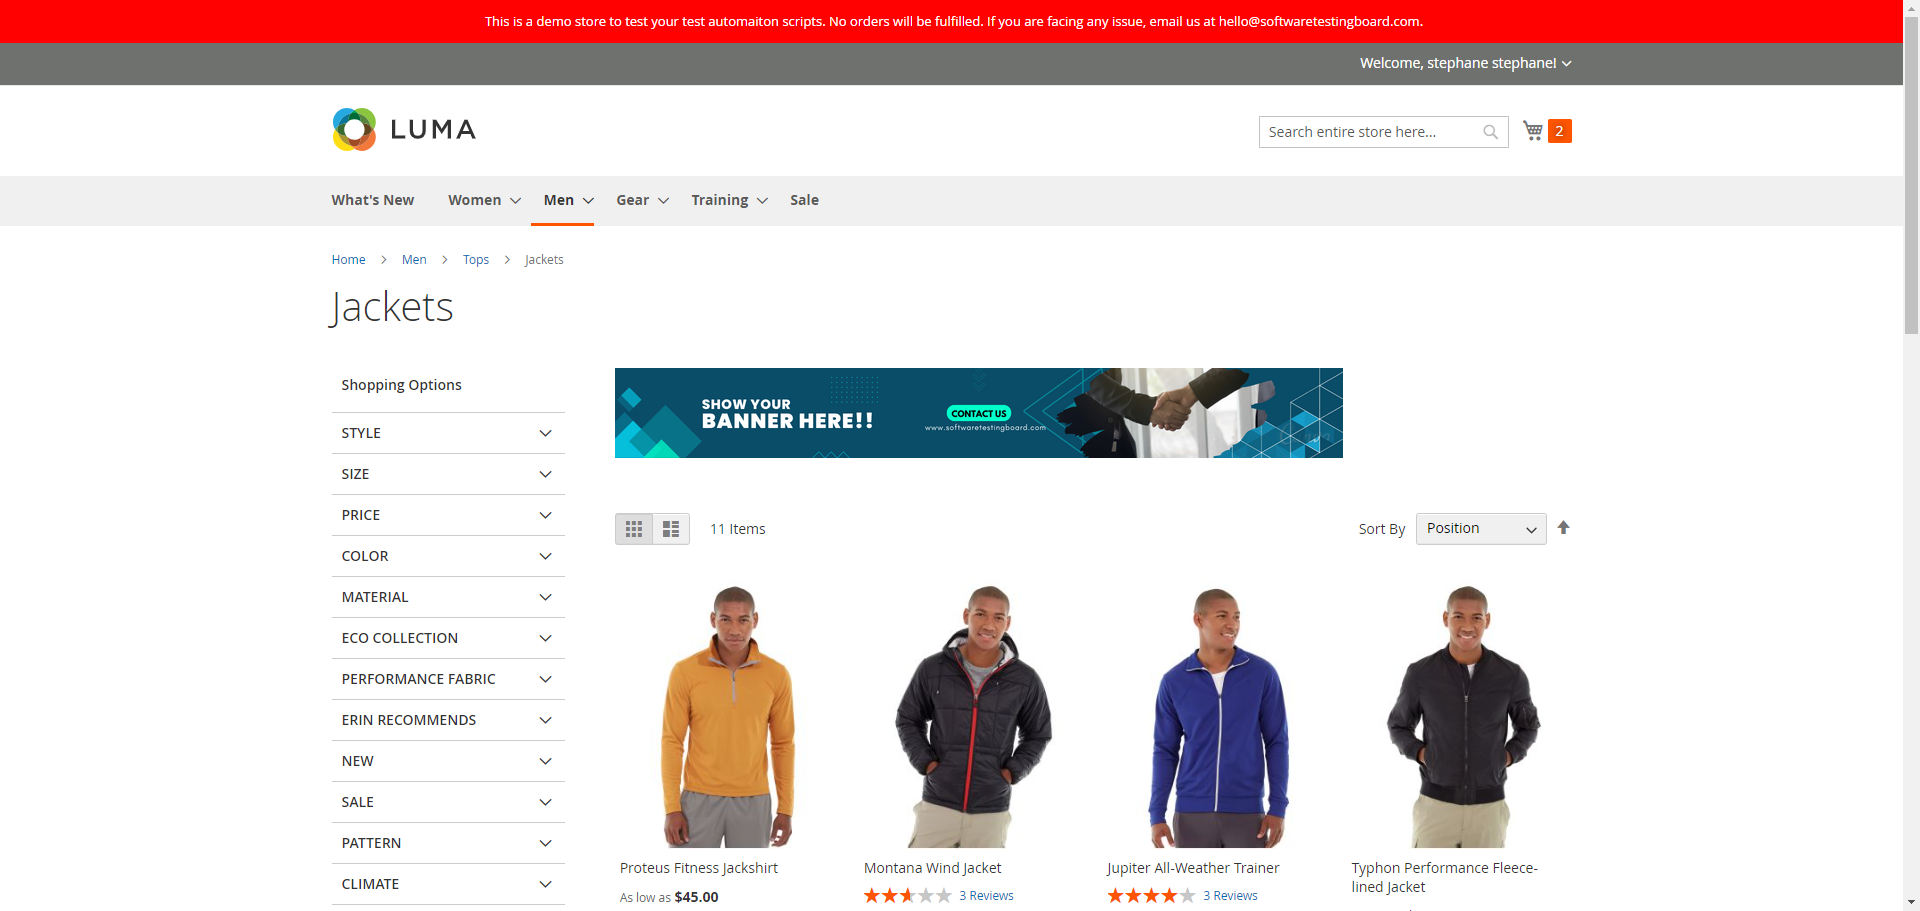 This is a demo store to test your test automaiton scripts. No orders will be fulfilled. If you are facing any issue, email us at hello@softwaretestingboard.com.
Welcome, stephane stephane!
LUMA
Search entire store here...
2
What's New
Women
Men
Gear
Training
Sale
Home
Men
Tops
Jackets
Jackets
Shopping Options
STYLE
SIZE
PRICE
COLOR
MATERIAL
ECO COLLECTION
PERFORMANCE FABRIC
ERIN RECOMMENDS
NEW
SALE
PATTERN
CLIMATE
SHOW YOUR
BANNER HERE!!
CONTACT US
www.softwaretestingboard.com
11 Items
Sort By
Position
Proteus Fitness Jackshirt
As low as $45.00
Montana Wind Jacket
3 Reviews
Jupiter All-Weather Trainer
3 Reviews
Typhon Performance Fleece-
lined Jacket